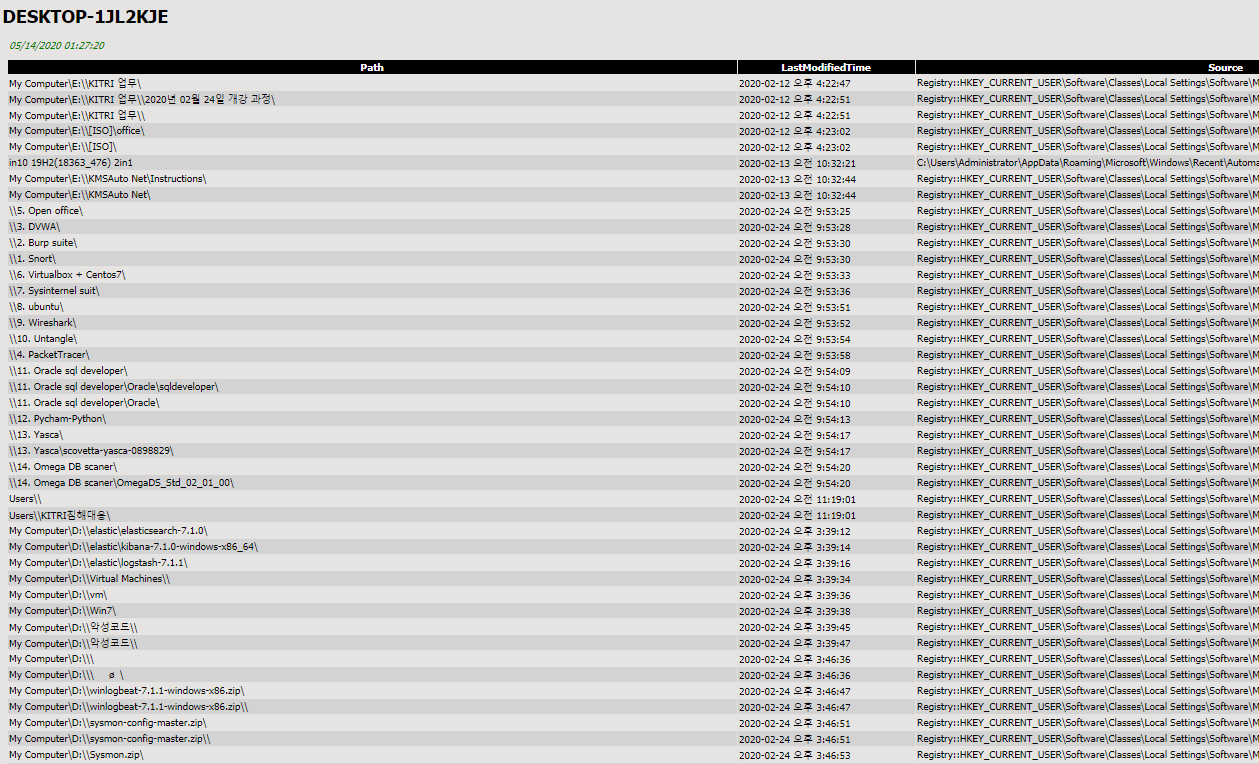 DESKTOP-1JL2KJE
05/14/2020 01:27:20
Path LastModifiedTime Source
My Computer\E:\\KITRI 업무\ 2020-02-12 오후 4:22:47 Registry::HKEY_CURRENT_USER\Software\Classes\Local Settings\Software\M
My Computer\E:\\KITRI 업무\\2020년 02월 24일 개강 과정\ 2020-02-12 오후 4:22:51 Registry::HKEY_CURRENT_USER\Software\Classes\Local Settings\Software\M
My Computer\E:\\KITRI 업무\\ 2020-02-12 오후 4:22:51 Registry::HKEY_CURRENT_USER\Software\Classes\Local Settings\Software\M
My Computer\E:\\[ISO]\office\ 2020-02-12 오후 4:23:02 Registry::HKEY_CURRENT_USER\Software\Classes\Local Settings\Software\M
My Computer\E:\\[ISO]\ 2020-02-12 오후 4:23:02 Registry::HKEY_CURRENT_USER\Software\Classes\Local Settings\Software\M
in10 19H2(18363_476) 2in1 2020-02-13 오전 10:32:21 C:\Users\Administrator\AppData\Roaming\Microsoft\Windows\Recent\Automa
My Computer\E:\\KMSAuto Net\Instructions\ 2020-02-13 오전 10:32:44 Registry::HKEY_CURRENT_USER\Software\Classes\Local Settings\Software\M
My Computer\E:\\KMSAuto Net\ 2020-02-13 오전 10:32:44 Registry::HKEY_CURRENT_USER\Software\Classes\Local Settings\Software\M
\\5. Open office\ 2020-02-24 오전 9:53:25 Registry::HKEY_CURRENT_USER\Software\Classes\Local Settings\Software\M
\\3. DVWA\ 2020-02-24 오전 9:53:28 Registry::HKEY_CURRENT_USER\Software\Classes\Local Settings\Software\M
\\2. Burp suite\ 2020-02-24 오전 9:53:30 Registry::HKEY_CURRENT_USER\Software\Classes\Local Settings\Software\M
\\1. Snort\ 2020-02-24 오전 9:53:30 Registry::HKEY_CURRENT_USER\Software\Classes\Local Settings\Software\M
\\6. Virtualbox + Centos7\ 2020-02-24 오전 9:53:33 Registry::HKEY_CURRENT_USER\Software\Classes\Local Settings\Software\M
\\7. Sysinternel suit\ 2020-02-24 오전 9:53:36 Registry::HKEY_CURRENT_USER\Software\Classes\Local Settings\Software\M
\\8. ubuntu\ 2020-02-24 오전 9:53:51 Registry::HKEY_CURRENT_USER\Software\Classes\Local Settings\Software\M
\\9. Wireshark\ 2020-02-24 오전 9:53:52 Registry::HKEY_CURRENT_USER\Software\Classes\Local Settings\Software\M
\\10. Untangle\ 2020-02-24 오전 9:53:54 Registry::HKEY_CURRENT_USER\Software\Classes\Local Settings\Software\M
\\4. PacketTracer\ 2020-02-24 오전 9:53:58 Registry::HKEY_CURRENT_USER\Software\Classes\Local Settings\Software\M
\\11. Oracle sql developer\ 2020-02-24 오전 9:54:09 Registry::HKEY_CURRENT_USER\Software\Classes\Local Settings\Software\M
\\11. Oracle sql developer\Oracle\sqldeveloper\ 2020-02-24 오전 9:54:10 Registry::HKEY_CURRENT_USER\Software\Classes\Local Settings\Software\M
\\11. Oracle sql developer\Oracle\ 2020-02-24 오전 9:54:10 Registry::HKEY_CURRENT_USER\Software\Classes\Local Settings\Software\M
\\12. Pycham-Python\ 2020-02-24 오전 9:54:13 Registry::HKEY_CURRENT_USER\Software\Classes\Local Settings\Software\M
\\13. Yasca\ 2020-02-24 오전 9:54:17 Registry::HKEY_CURRENT_USER\Software\Classes\Local Settings\Software\M
\\13. Yasca\scovetta-yasca-0898829\ 2020-02-24 오전 9:54:17 Registry::HKEY_CURRENT_USER\Software\Classes\Local Settings\Software\M
\\14. Omega DB scaner\ 2020-02-24 오전 9:54:20 Registry::HKEY_CURRENT_USER\Software\Classes\Local Settings\Software\M
\\14. Omega DB scaner\OmegaDS_Std_02_01_00\ 2020-02-24 오전 9:54:20 Registry::HKEY_CURRENT_USER\Software\Classes\Local Settings\Software\M
Users\\ 2020-02-24 오전 11:19:01 Registry::HKEY_CURRENT_USER\Software\Classes\Local Settings\Software\M
Users\\KITRI침해대응\ 2020-02-24 오전 11:19:01 Registry::HKEY_CURRENT_USER\Software\Classes\Local Settings\Software\M
My Computer\D:\\elastic\elasticsearch-7.1.0\ 2020-02-24 오후 3:39:12 Registry::HKEY_CURRENT_USER\Software\Classes\Local Settings\Software\M
My Computer\D:\\elastic\kibana-7.1.0-windows-x86_64\ 2020-02-24 오후 3:39:14 Registry::HKEY_CURRENT_USER\Software\Classes\Local Settings\Software\M
My Computer\D:\\elastic\logstash-7.1.1\ 2020-02-24 오후 3:39:16 Registry::HKEY_CURRENT_USER\Software\Classes\Local Settings\Software\M
My Computer\D:\\Virtual Machines\\ 2020-02-24 오후 3:39:34 Registry::HKEY_CURRENT_USER\Software\Classes\Local Settings\Software\M
My Computer\D:\\vm\ 2020-02-24 오후 3:39:36 Registry::HKEY_CURRENT_USER\Software\Classes\Local Settings\Software\M
My Computer\D:\\Win7\ 2020-02-24 오후 3:39:38 Registry::HKEY_CURRENT_USER\Software\Classes\Local Settings\Software\M
My Computer\D:\\악성코드\\ 2020-02-24 오후 3:39:45 Registry::HKEY_CURRENT_USER\Software\Classes\Local Settings\Software\M
My Computer\D:\\악성코드\\ 2020-02-24 오후 3:39:47 Registry::HKEY_CURRENT_USER\Software\Classes\Local Settings\Software\M
My Computer\D:\\\ 2020-02-24 오후 3:46:36 Registry::HKEY_CURRENT_USER\Software\Classes\Local Settings\Software\M
My Computer\D:\\\ ø \ 2020-02-24 오후 3:46:36 Registry::HKEY_CURRENT_USER\Software\Classes\Local Settings\Software\M
My Computer\D:\\winlogbeat-7.1.1-windows-x86.zip\ 2020-02-24 오후 3:46:47 Registry::HKEY_CURRENT_USER\Software\Classes\Local Settings\Software\M
My Computer\D:\\winlogbeat-7.1.1-windows-x86.zip\\ 2020-02-24 오후 3:46:47 Registry::HKEY_CURRENT_USER\Software\Classes\Local Settings\Software\M
My Computer\D:\\sysmon-config-master.zip\ 2020-02-24 오후 3:46:51 Registry::HKEY_CURRENT_USER\Software\Classes\Local Settings\Software\M
My Computer\D:\\sysmon-config-master.zip\\ 2020-02-24 오후 3:46:51 Registry::HKEY_CURRENT_USER\Software\Classes\Local Settings\Software\M
My Computer\D:\\Sysmon.zip\ 2020-02-24 오후 3:46:53 Registry::HKEY_CURRENT_USER\Software\Classes\Local Settings\Software\M